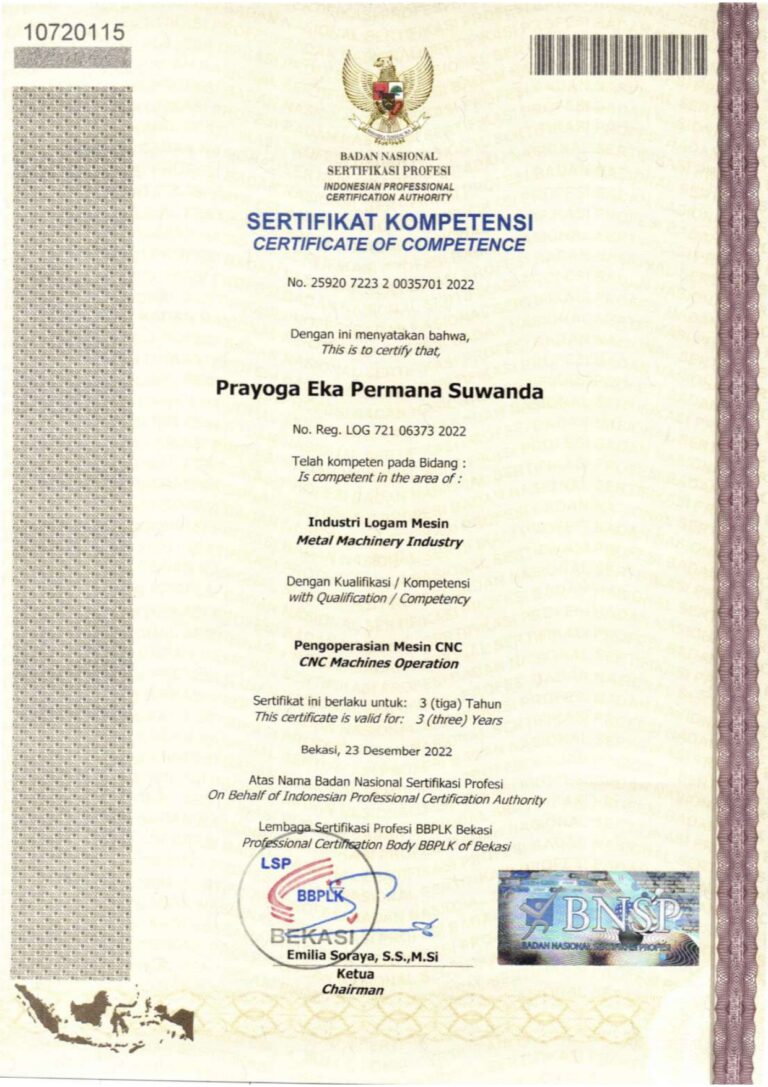 10720115
BADAN NASIONAL
SERTIFIKASI PROFESI
INDONESIAN PROFESSIONAL
CERTIFICATION AUTHORITY
SERTIFIKAT KOMPETENSI
CERTIFICATE OF COMPETENCE
No. 25920 7223 2 0035701 2022
Dengan ini menyatakan bahwa,
This is to certify that,
Prayoga Eka Permana Suwanda
No. Reg. LOG 721 06373 2022
Telah kompeten pada Bidang :
Is competent in the area of :
Industri Logam Mesin
Metal Machinery Industry
Dengan Kualifikasi / Kompetensi
with Qualification / Competency
Pengoperasian Mesin CNC
CNC Machines Operation
Sertifikat ini berlaku untuk: 3 (tiga) Tahun
This certificate is valid for: 3 (three) Years
Bekasi, 23 Desember 2022
Atas Nama Badan Nasional Sertifikasi Profesi
On Behalf of Indonesian Professional Certification Authority
Lembaga Sertifikasi Profesi BBPLK Bekasi
Professional Certification Body BBPLK of Bekasi
LSP
BBPLK
BEKASI
BNSP
BADAN NASIONAL SERTIFIKASI PROFESI
Emilia Soraya, S.S.,M.Si
Ketua
Chairman